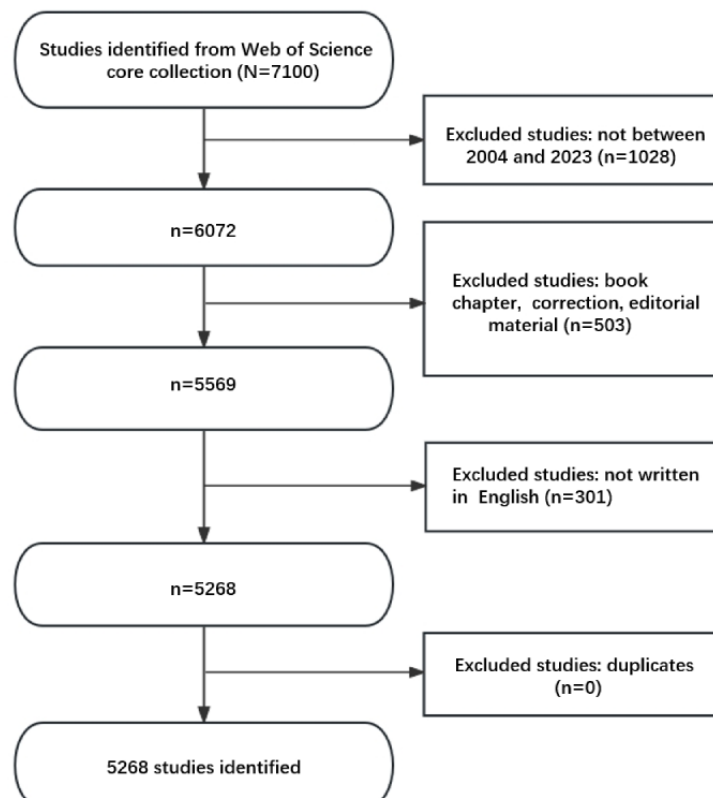 Studies identified from Web of Science
core collection (N=7100)
Excluded studies: not between
2004 and 2023 (n=1028)
n=6072
Excluded studies: book
chapter, correction, editorial
material (n=503)
n=5569
Excluded studies: not written
in English (n=301)
n=5268
Excluded studies: duplicates
(n=0)
5268 studies identified